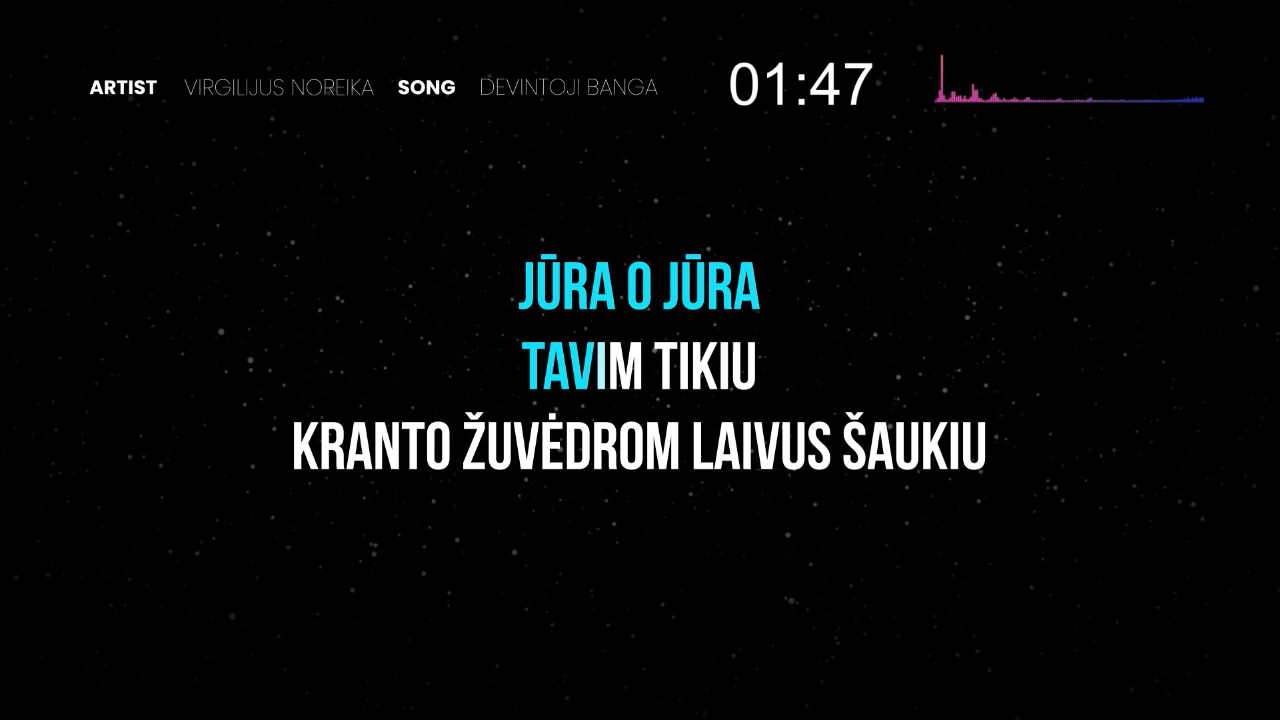 ARTIST VIRGILIJUS NOREIKA SONG DEVINTOJI BANGA 01:47
JŪRA O JŪRA
TAVIM TIKIU
KRANTO ŽUVĖDROM LAIVUS ŠAUKIU